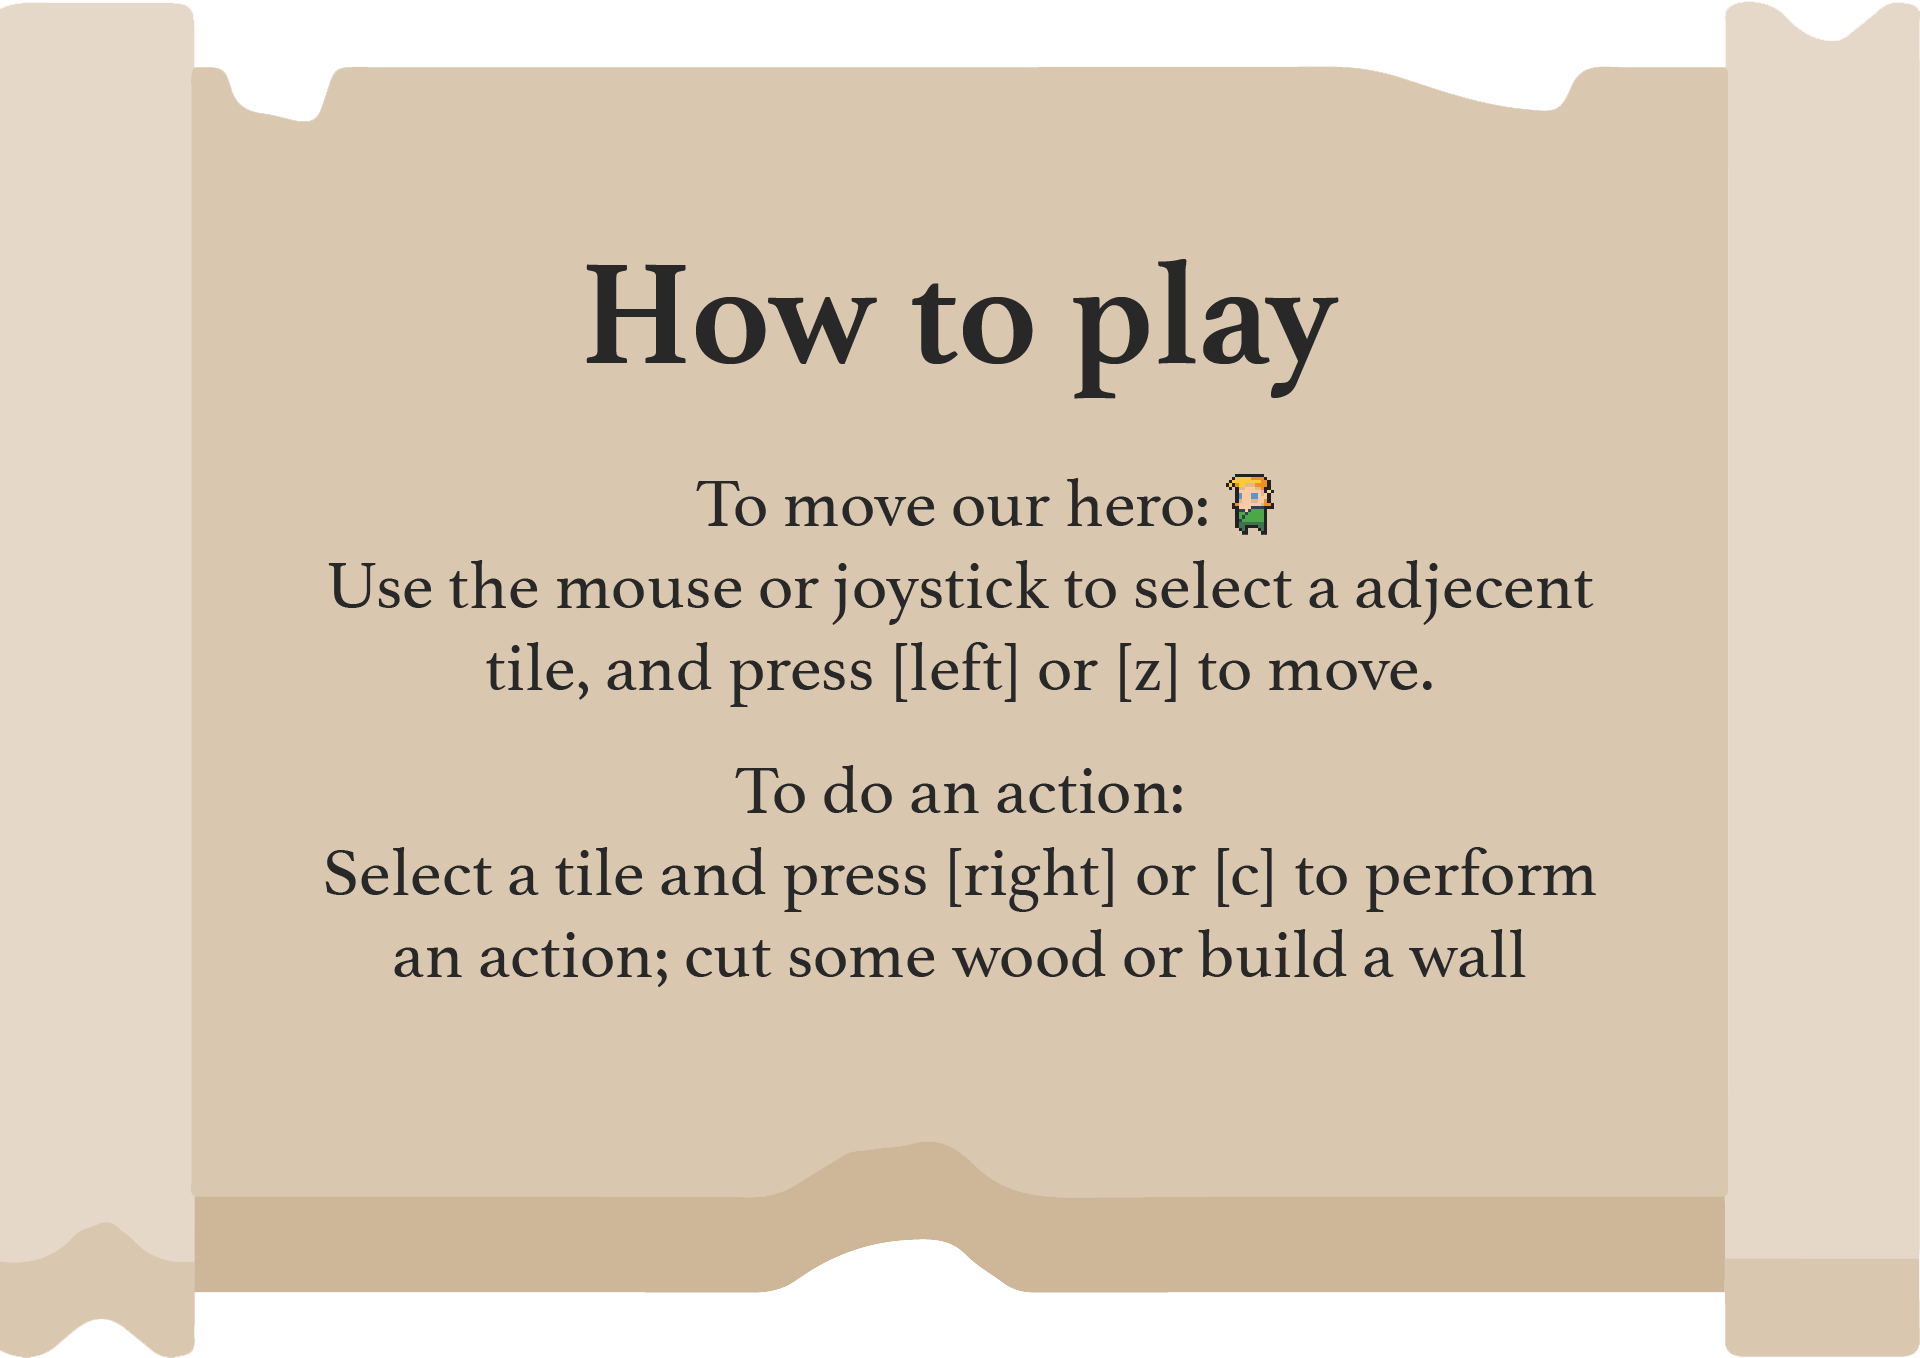 How to play
To move our hero:
Use the mouse or joystick to select a adjecent
tile, and press [left] or [z] to move.
To do an action:
Select a tile and press [right] or [c] to perform
an action; cut some wood or build a wall